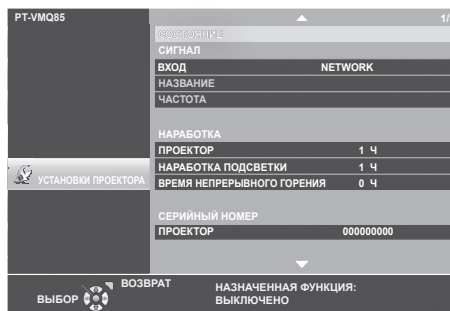 PT-VMQ85
1/
СОСТОЯНИЕ
СИГНАЛ
ВХОД NETWORK
НАЗВАНИЕ
ЧАСТОТА
НАРАБОТКА
ПРОЕКТОР 1 Ч
НАРАБОТКА ПОДСВЕТКИ 1 Ч
УСТАНОВКИ ПРОЕКТОРА
ВРЕМЯ НЕПРЕРЫВНОГО ГОРЕНИЯ 0 Ч
СЕРИЙНЫЙ НОМЕР
ПРОЕКТОР 000000000
ВОЗВРАТ
ВЫБОР
НАЗНАЧЕННАЯ ФУНКЦИЯ:
ВЫКЛЮЧЕНО